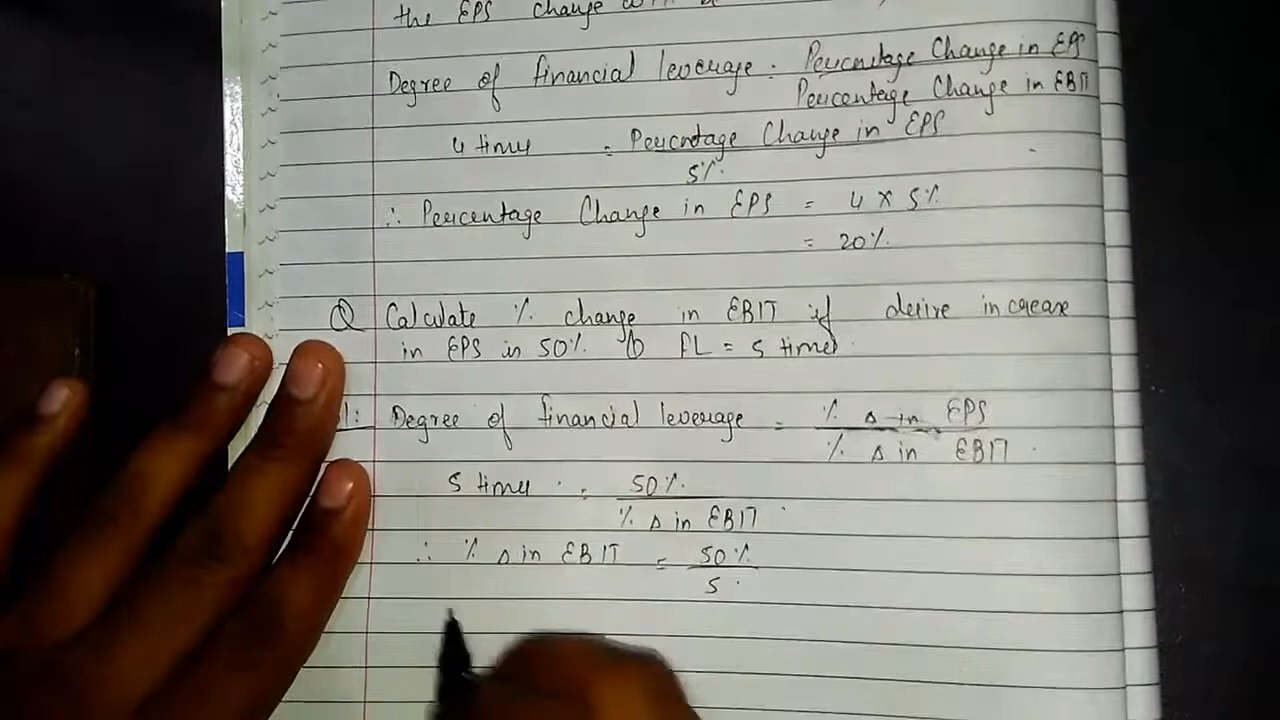 the EPS change
Degree of financial leverage = Percentage Change in EPS
Percentage Change in EBIT
4 times = Percentage Change in EPS
5%
∴ Percentage Change in EPS = 4 x 5%
= 20%
Q Calculate % change in EBIT if desire increase
in EPS is 50% & FL = 5 times
Degree of financial leverage = % Δ in EPS
% Δ in EBIT
5 times = 50%
% Δ in EBIT
∴ % Δ in EBIT = 50%
5